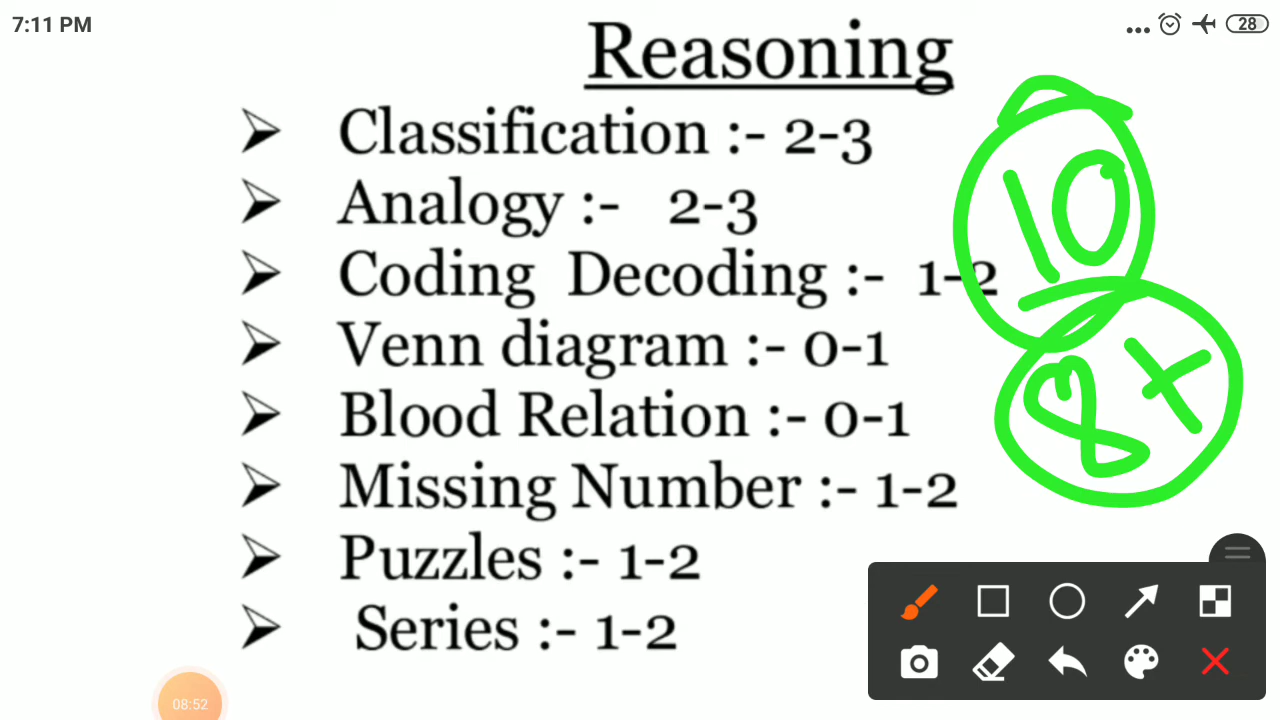 7:11 PM
28
Reasoning
Classification :- 2-3
Analogy :- 2-3
Coding Decoding :- 1-2
Venn diagram :- 0-1
Blood Relation :- 0-1
Missing Number :- 1-2
Puzzles :- 1-2
Series :- 1-2
10
8+
08:52